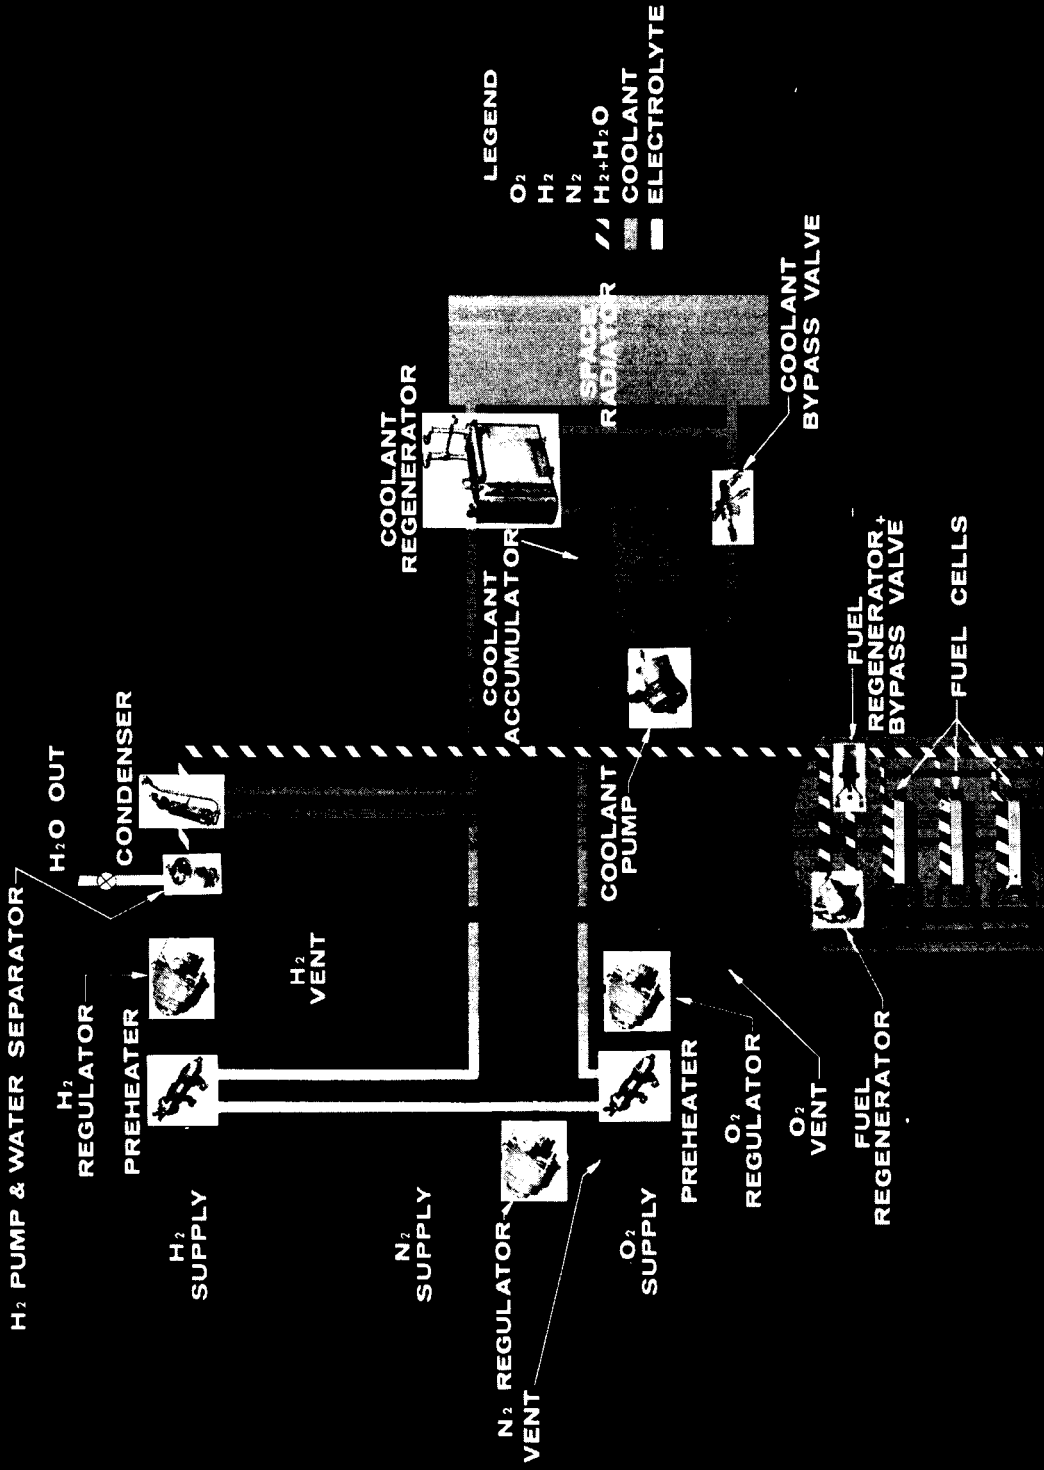 H₂ PUMP & WATER SEPARATOR
H₂O OUT
CONDENSER
H₂
REGULATOR
PREHEATER
H₂
SUPPLY
H₂
VENT
COOLANT
REGENERATOR
N₂
SUPPLY
COOLANT
ACCUMULATOR
LEGEND
O₂
H₂
N₂
H₂+H₂O
COOLANT
ELECTROLYTE
N₂ REGULATOR
VENT
SPACE
RADIATOR
O₂
SUPPLY
COOLANT
PUMP
PREHEATER
O₂
REGULATOR
COOLANT
BYPASS VALVE
O₂
VENT
FUEL
REGENERATOR
FUEL
REGENERATOR+
BYPASS VALVE
FUEL CELLS